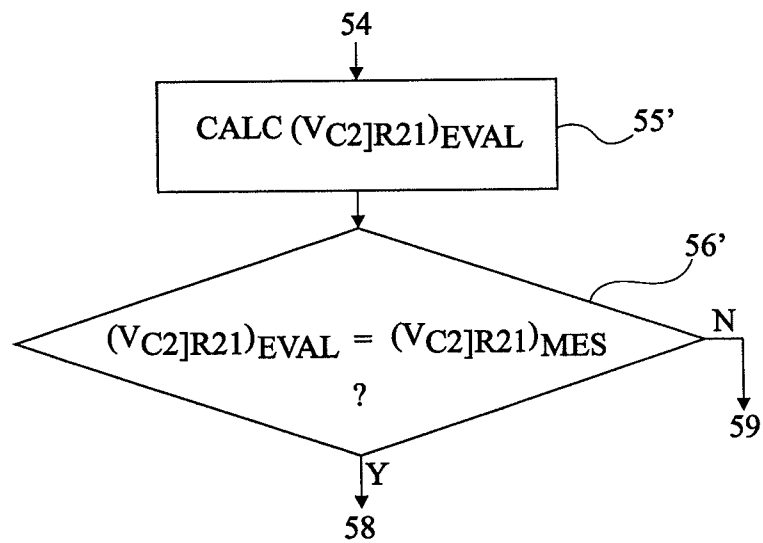 54
CALC (VC2]R21)EVAL
55’
56’
(VC2]R21)EVAL = (VC2]R21)MES
?
N
59
Y
58